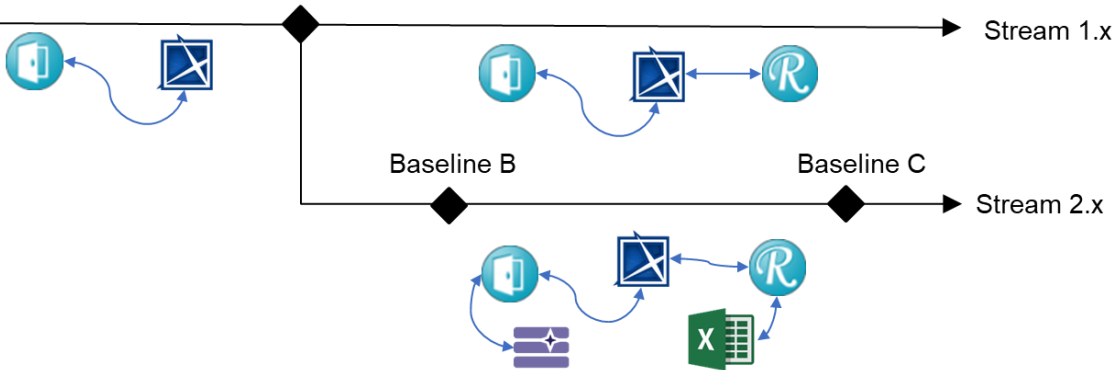 Stream 1.x
R
Baseline B
Baseline C
Stream 2.x
R
X